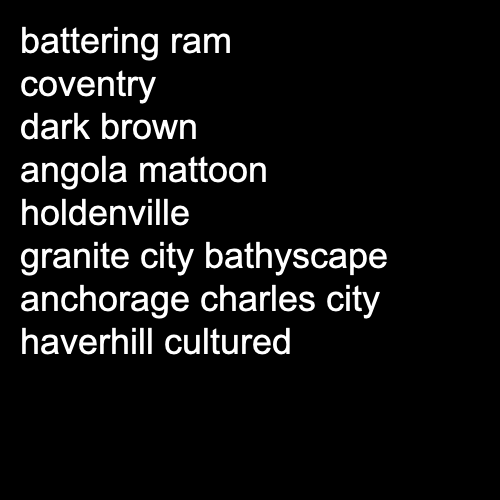 battering ram
coventry
dark brown
angola mattoon
holdenville
granite city bathyscape
anchorage charles city
haverhill cultured